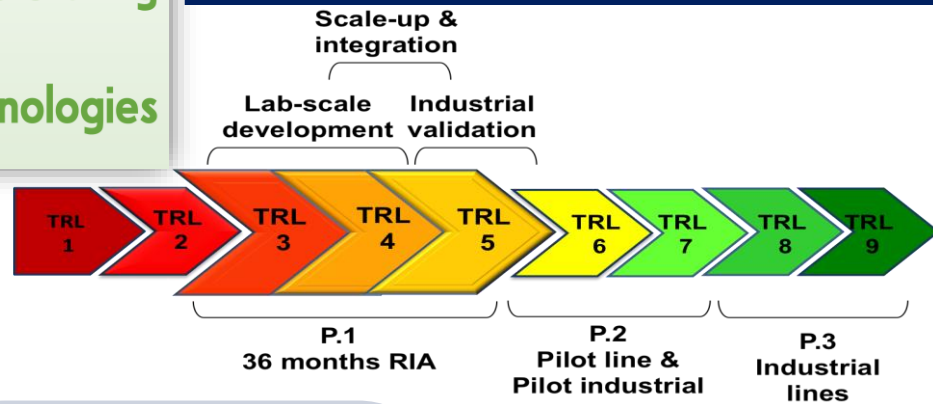 nologies
Scale-up &
integration
Lab-scale
development
Industrial
validation
TRL
1
TRL
2
TRL
3
TRL
4
TRL
5
TRL
6
TRL
7
TRL
8
TRL
9
P.1
36 months RIA
P.2
Pilot line &
Pilot industrial
P.3
Industrial
lines